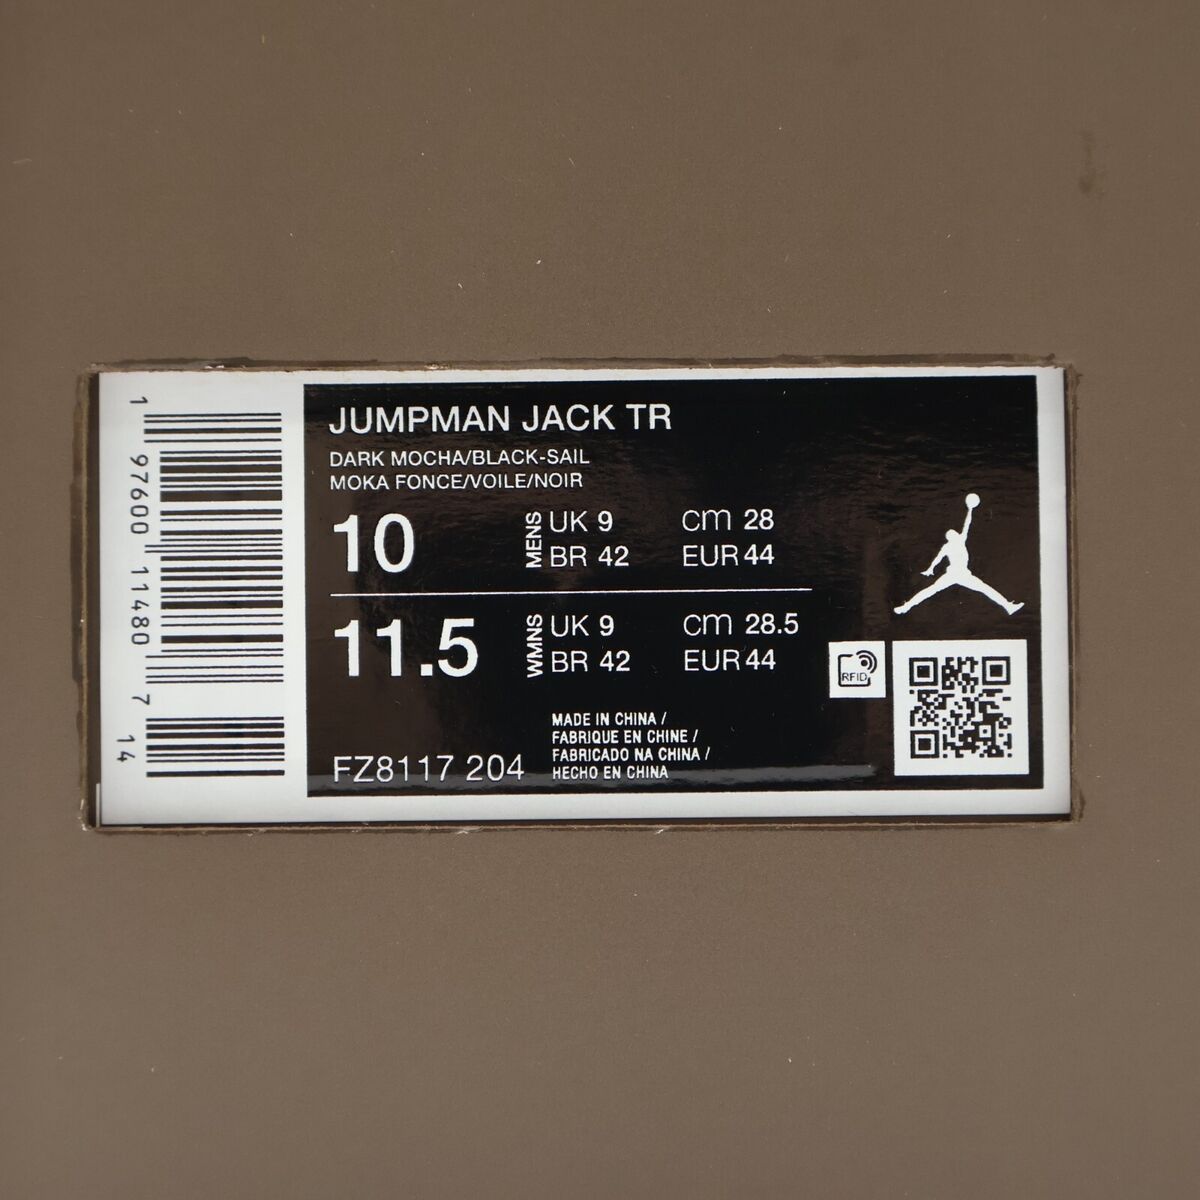 JUMPMAN JACK TR
DARK MOCHA/BLACK-SAIL
MOKA FONCE/VOILE/NOIR
10 MENS UK 9 cm 28
BR 42 EUR 44
11.5 WMNS UK 9 cm 28.5
BR 42 EUR 44
RFID
FZ8117 204
MADE IN CHINA /
FABRIQUE EN CHINE /
FABRICADO NA CHINA /
HECHO EN CHINA
1 97600 11480 7 14